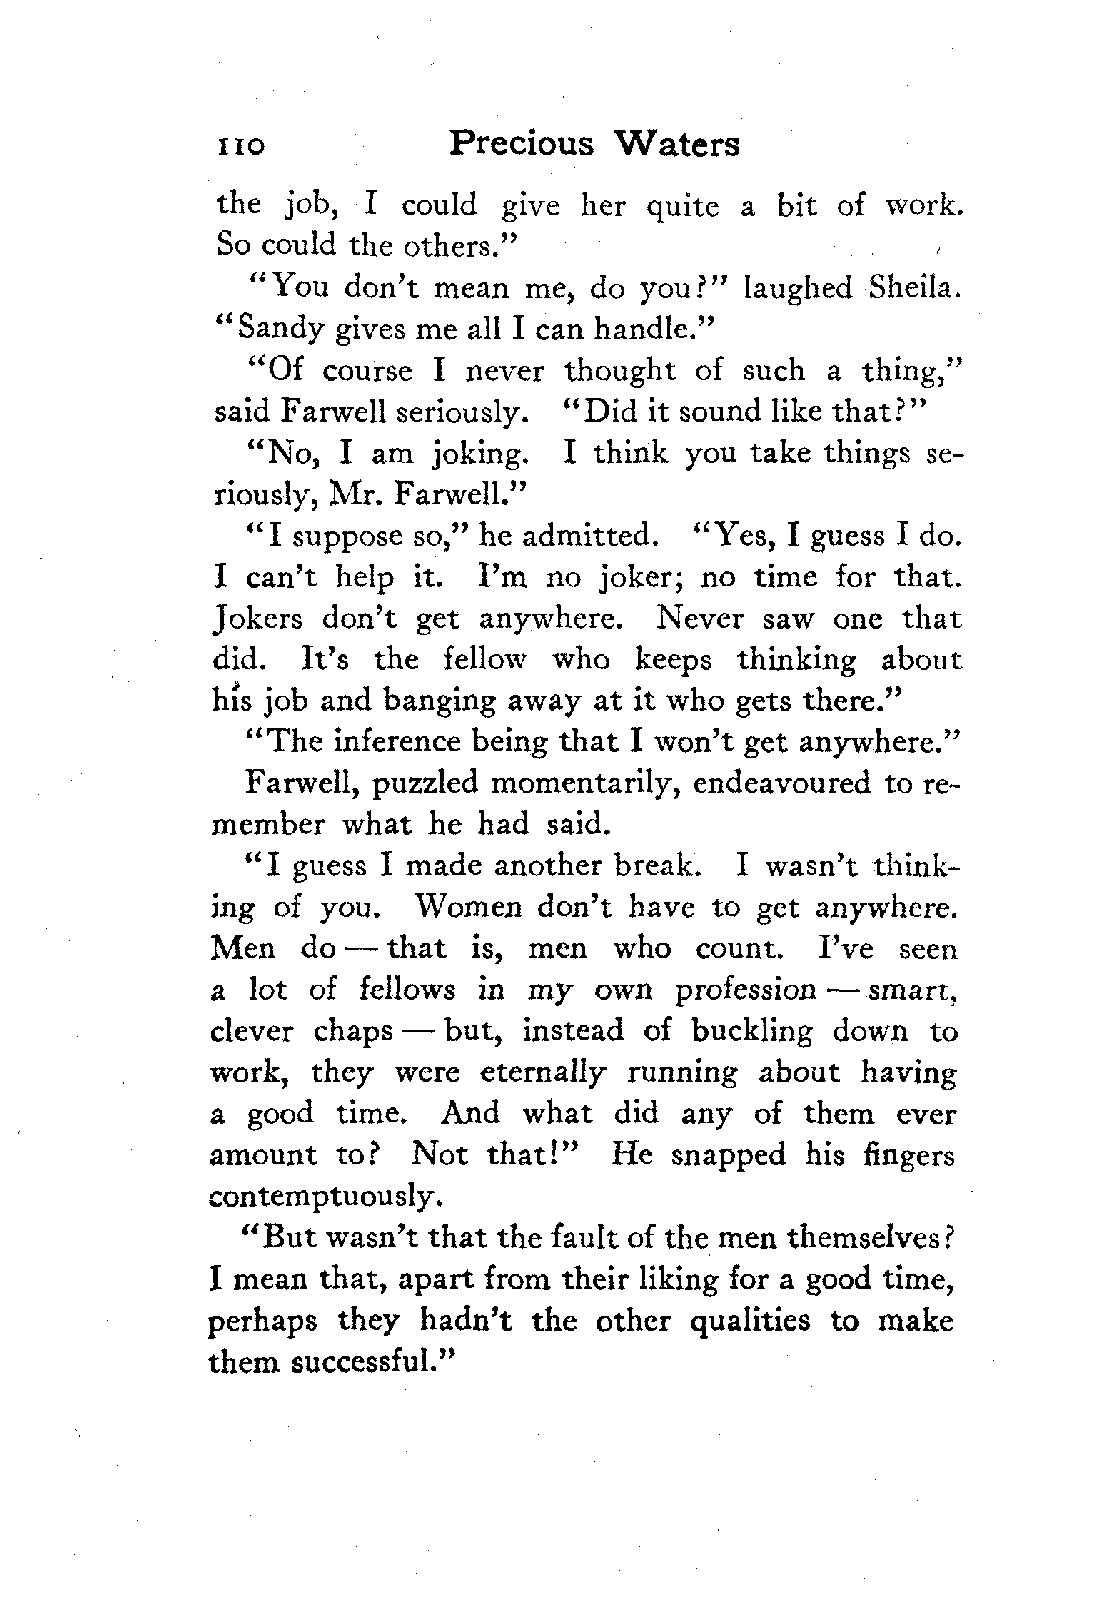 110 Precious Waters
the job, I could give her quite a bit of work.
So could the others."
"You don't mean me, do you?" laughed Sheila.
"Sandy gives me all I can handle."
"Of course I never thought of such a thing,"
said Farwell seriously. "Did it sound like that?"
"No, I am joking. I think you take things se-
riously, Mr. Farwell."
"I suppose so," he admitted. "Yes, I guess I do.
I can't help it. I'm no joker; no time for that.
Jokers don't get anywhere. Never saw one that
did. It's the fellow who keeps thinking about
his job and banging away at it who gets there."
"The inference being that I won't get anywhere."
Farwell, puzzled momentarily, endeavoured to re-
member what he had said.
"I guess I made another break. I wasn't think-
ing of you. Women don't have to get anywhere.
Men do — that is, men who count. I've seen
a lot of fellows in my own profession — smart,
clever chaps — but, instead of buckling down to
work, they were eternally running about having
a good time. And what did any of them ever
amount to? Not that!" He snapped his fingers
contemptuously.
"But wasn't that the fault of the men themselves?
I mean that, apart from their liking for a good time,
perhaps they hadn't the other qualities to make
them successful."